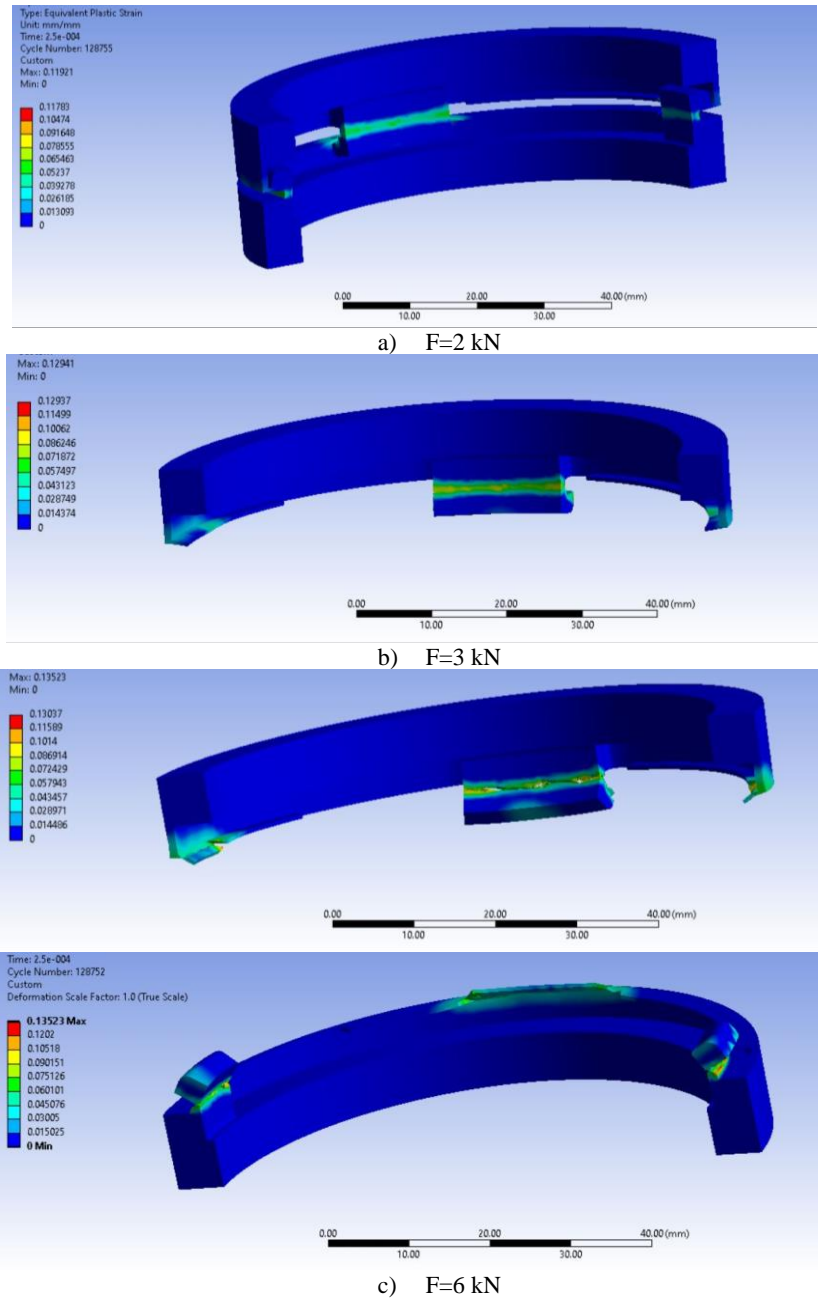 Type: Equivalent Plastic Strain
Unit: mm/mm
Time: 2.5e-004
Cycle Number: 128755
Custom
Max: 0.11921
Min: 0
0.11783
0.10474
0.091648
0.078555
0.065463
0.05237
0.039278
0.026185
0.013093
0
0.00 20.00 40.00 (mm)
10.00 30.00
a) F=2 kN
Max: 0.12941
Min: 0
0.12937
0.11499
0.10062
0.086246
0.071872
0.057497
0.043123
0.028749
0.014374
0
0.00 20.00 40.00 (mm)
10.00 30.00
b) F=3 kN
Max: 0.13523
Min: 0
0.13037
0.11589
0.1014
0.086914
0.072429
0.057943
0.043457
0.028971
0.014486
0
0.00 20.00 40.00 (mm)
10.00 30.00
Time: 2.5e-004
Cycle Number: 128752
Custom
Deformation Scale Factor: 1.0 (True Scale)
0.13523 Max
0.1202
0.10518
0.090151
0.075126
0.060101
0.045076
0.03005
0.015025
0 Min
0.00 20.00 40.00 (mm)
10.00 30.00
c) F=6 kN